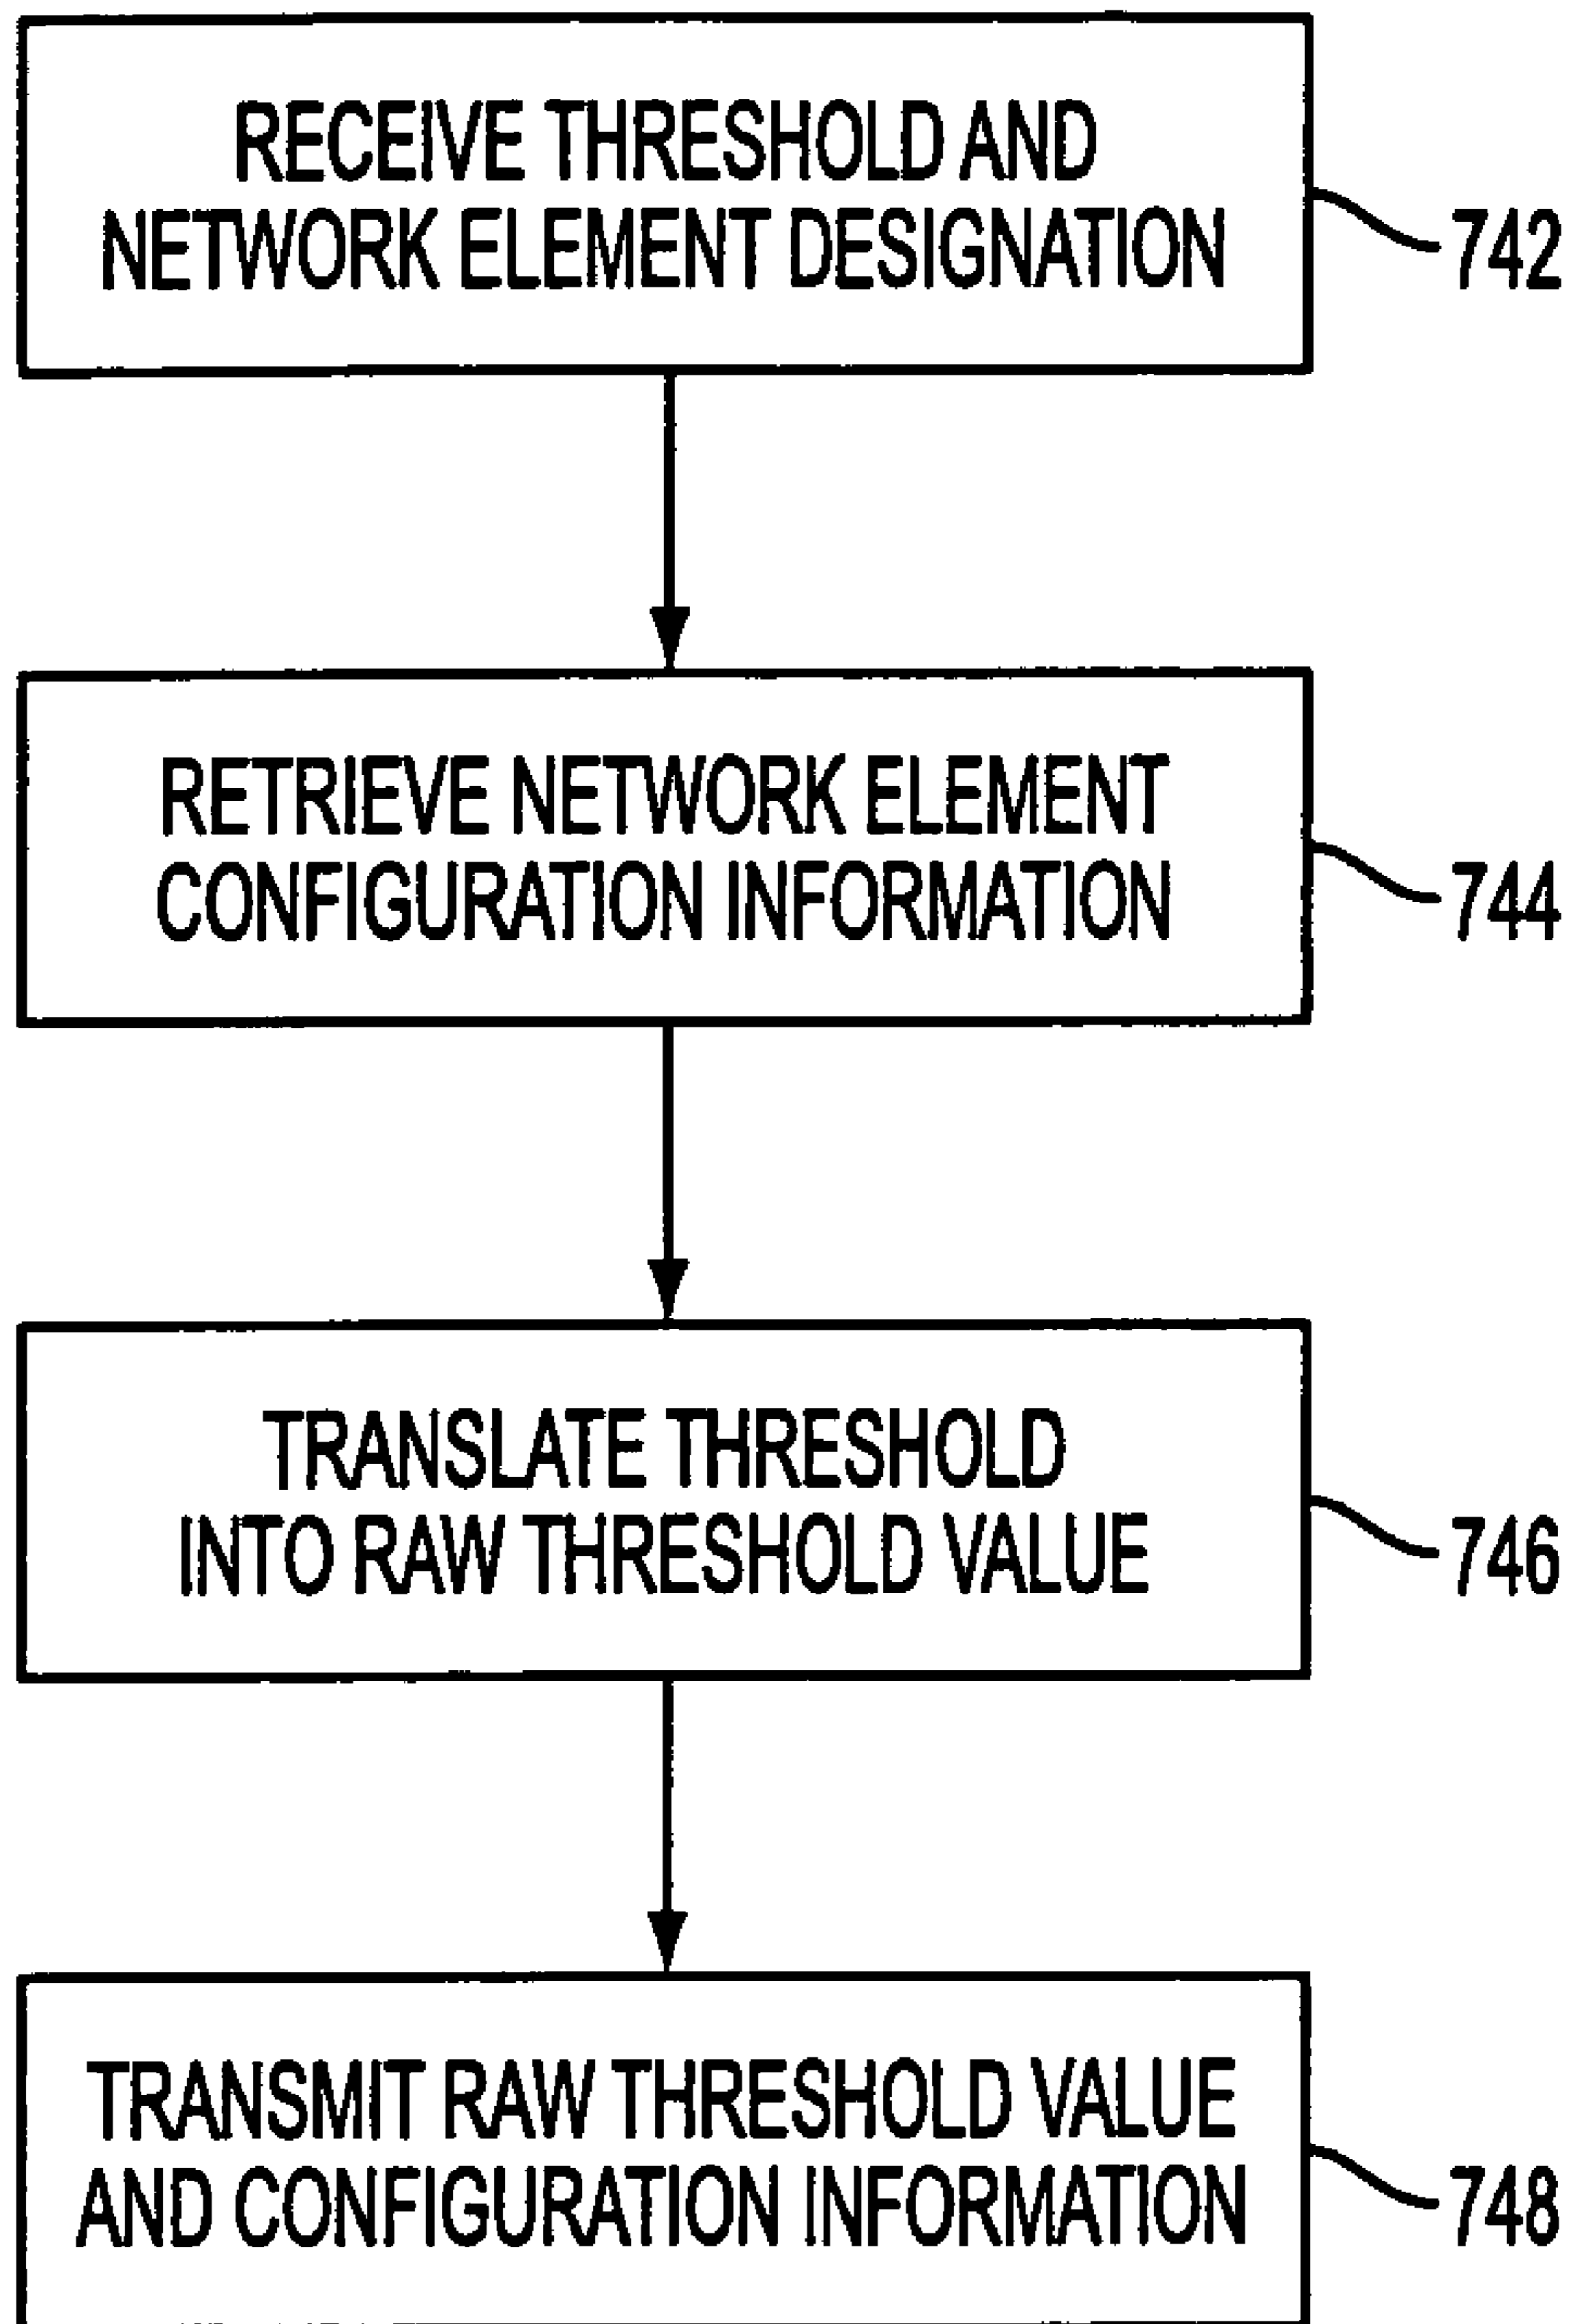 RECEIVE THRESHOLD AND
NETWORK ELEMENT DESIGNATION
742
RETRIEVE NETWORK ELEMENT
CONFIGURATION INFORMATION
744
TRANSLATE THRESHOLD
INTO RAW THRESHOLD VALUE
746
TRANSMIT RAW THRESHOLD VALUE
AND CONFIGURATION INFORMATION
748